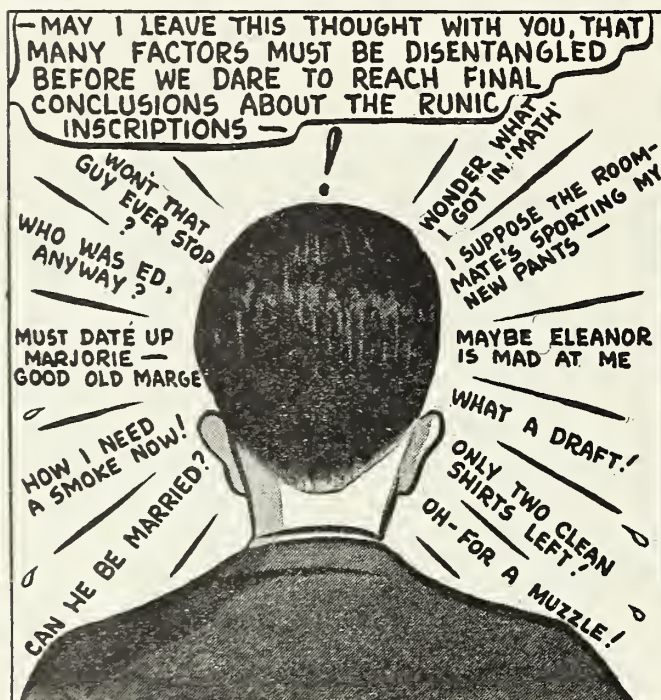 — MAY I LEAVE THIS THOUGHT WITH YOU, THAT
MANY FACTORS MUST BE DISENTANGLED
BEFORE WE DARE TO REACH FINAL
CONCLUSIONS ABOUT THE RUNIC
INSCRIPTIONS —
!
WON'T THAT
GUY EVER STOP
?
WHO WAS ED,
ANYWAY?
MUST DATE UP
MARJORIE —
GOOD OLD MARGE
HOW I NEED
A SMOKE NOW!
CAN HE BE MARRIED?
WONDER WHAT
I GOT IN 'MATH'
I SUPPOSE THE ROOM-
MATE'S SPORTING MY
NEW PANTS —
MAYBE ELEANOR
IS MAD AT ME
WHAT A DRAFT!
ONLY TWO CLEAN
SHIRTS LEFT!
OH - FOR A MUZZLE!